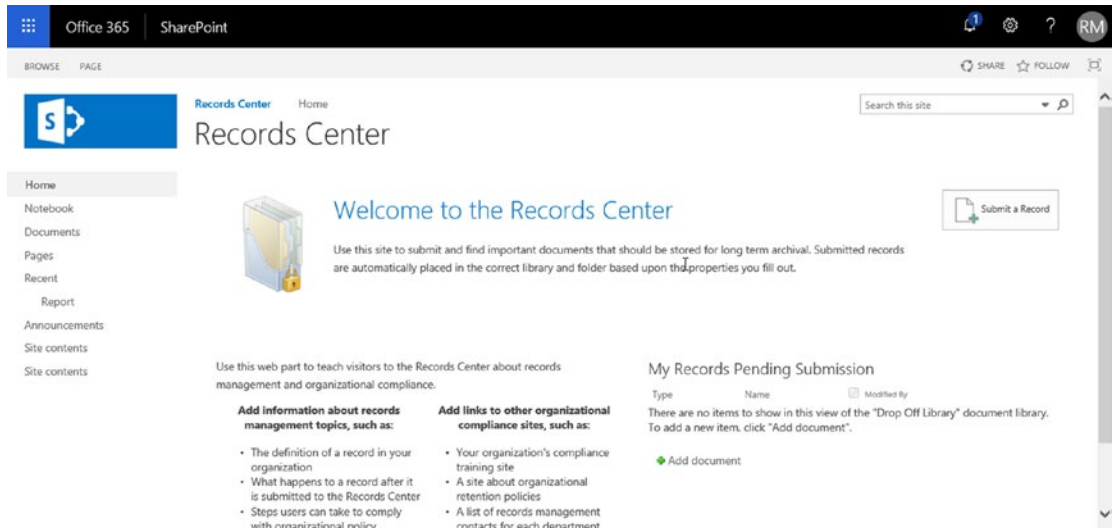 Office 365
SharePoint
1
?
RM
BROWSE
PAGE
SHARE
FOLLOW
S
Records Center
Home
Search this site
Records Center
Home
Notebook
Documents
Pages
Recent
Report
Announcements
Site contents
Site contents
Welcome to the Records Center
Submit a Record
Use this site to submit and find important documents that should be stored for long term archival. Submitted records
are automatically placed in the correct library and folder based upon the properties you fill out.
Use this web part to teach visitors to the Records Center about records
management and organizational compliance.
Add information about records
management topics, such as:
• The definition of a record in your
organization
• What happens to a record after it
is submitted to the Records Center
• Steps users can take to comply
with organizational policy
Add links to other organizational
compliance sites, such as:
• Your organization's compliance
training site
• A site about organizational
retention policies
• A list of records management
contacts for each department
My Records Pending Submission
Type
Name
Modified By
There are no items to show in this view of the "Drop Off Library" document library.
To add a new item, click "Add document".
Add document